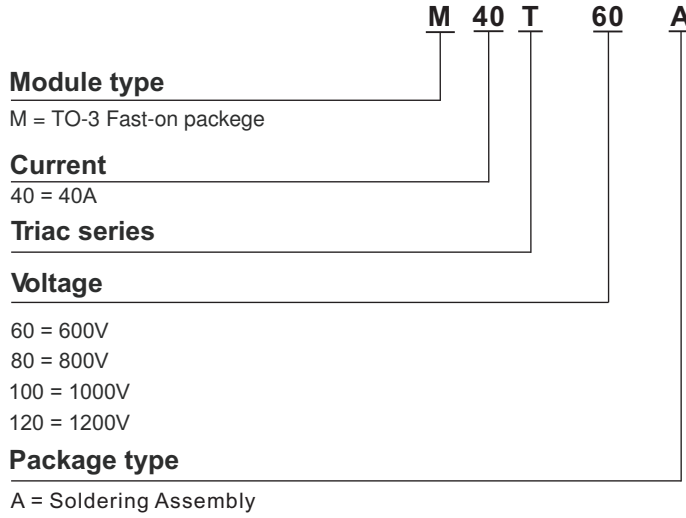 M 40 T 60 A
Module type
M = TO-3 Fast-on packege
Current
40 = 40A
Triac series
Voltage
60 = 600V
80 = 800V
100 = 1000V
120 = 1200V
Package type
A = Soldering Assembly